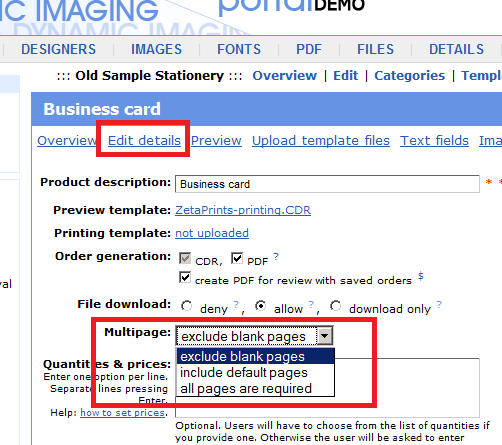 IC IMAGING
portalDEMO
DYNAMIC IMAGING
DESIGNERS | IMAGES | FONTS | PDF | FILES | DETAILS
::: Old Sample Stationery ::: Overview | Edit | Categories | Templa
Business card
Overview Edit details Preview Upload template files Text fields Ima
Product description: Business card * *
Preview template: ZetaPrints-printing.CDR
Printing template: not uploaded
Order generation: CDR, PDF ?
create PDF for review with saved orders $
val
File download: deny ?, allow ?, download only ?
Multipage: exclude blank pages
exclude blank pages
include default pages
all pages are required
Quantities & prices:
Enter one option per line.
Separate lines pressing
Enter.
Help: how to set prices.
Optional. Users will have to choose from the list of quantities if
you provide one. Otherwise the user will be asked to enter